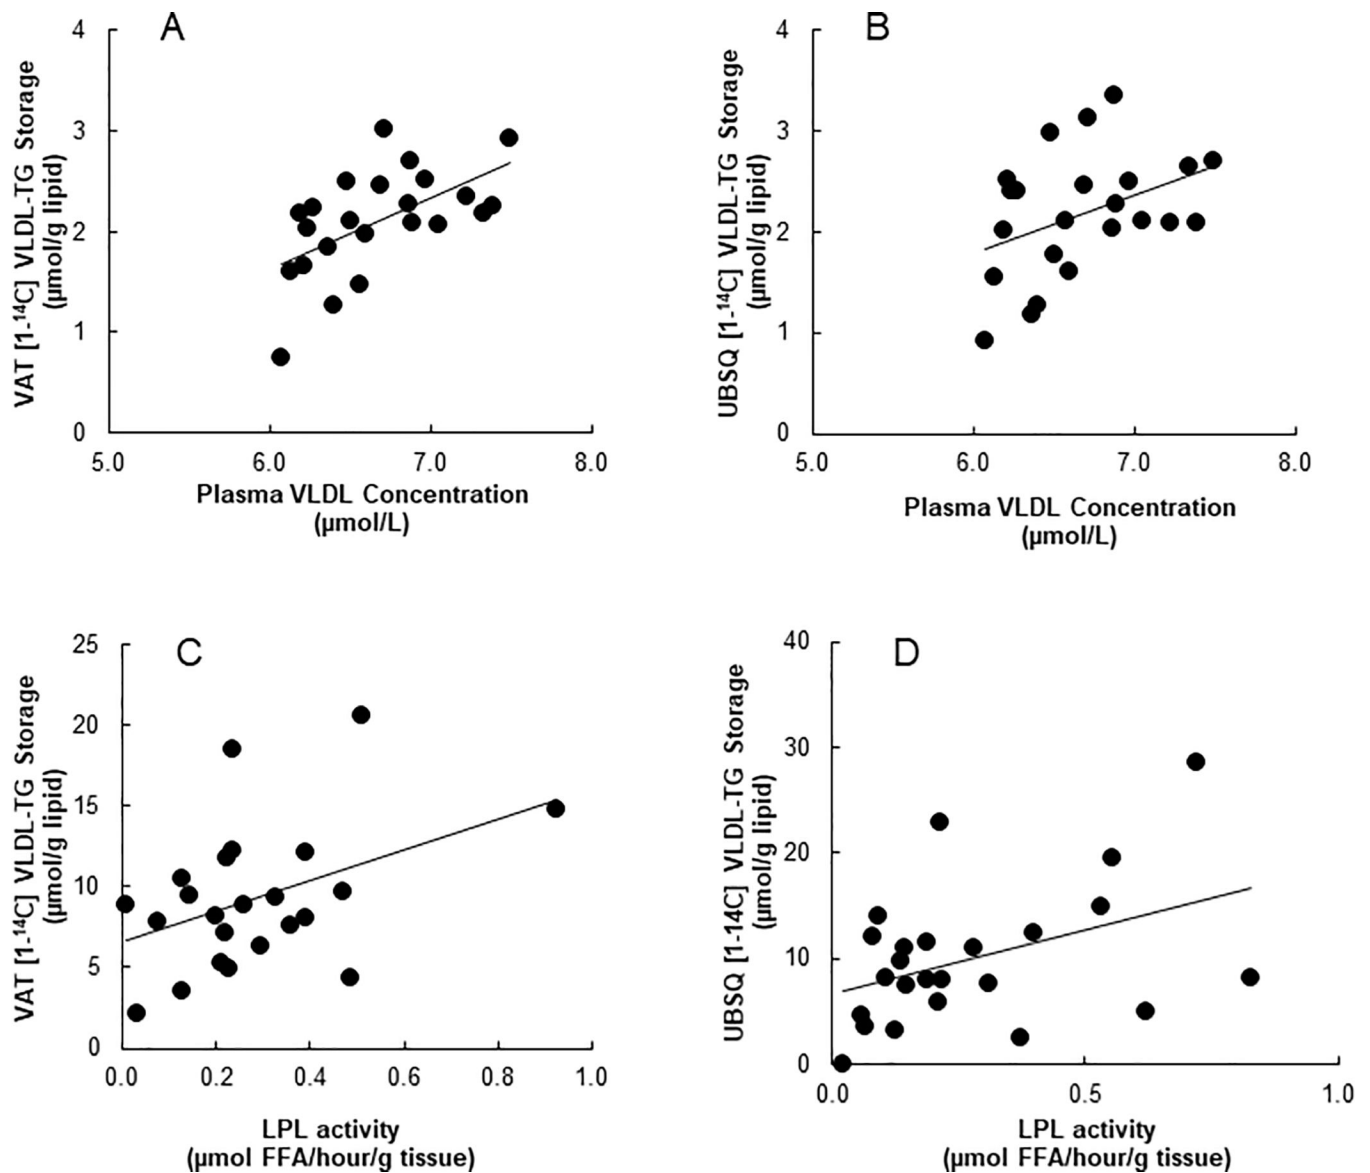 A
VAT [1-¹⁴C] VLDL-TG Storage
(µmol/g lipid)
4
3
2
1
0
5.0 6.0 7.0 8.0
Plasma VLDL Concentration
(µmol/L)
B
UBSQ [1-¹⁴C] VLDL-TG Storage
(µmol/g lipid)
4
3
2
1
0
5.0 6.0 7.0 8.0
Plasma VLDL Concentration
(µmol/L)
C
VAT [1-¹⁴C] VLDL-TG Storage
(µmol/g lipid)
25
20
15
10
5
0
0.0 0.2 0.4 0.6 0.8 1.0
LPL activity
(µmol FFA/hour/g tissue)
D
UBSQ [1-14C] VLDL-TG Storage
(µmol/g lipid)
40
30
20
10
0
0.0 0.5 1.0
LPL activity
(µmol FFA/hour/g tissue)